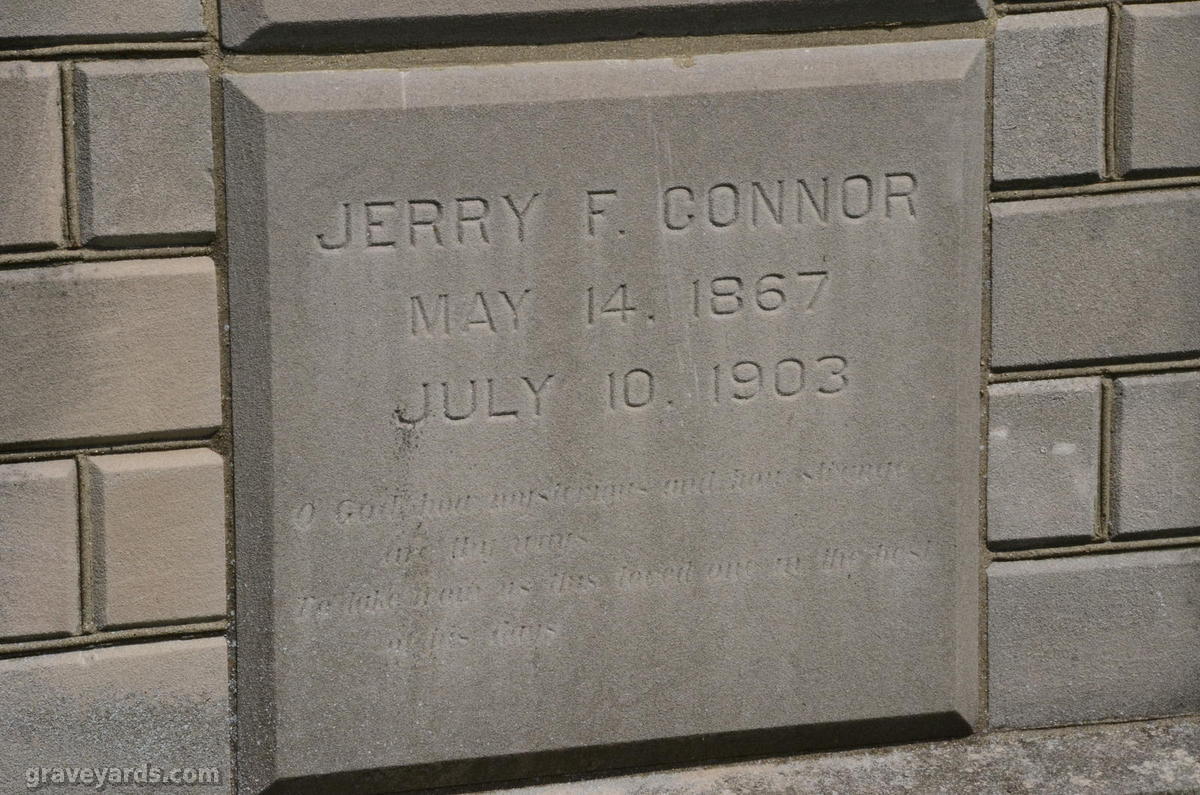 JERRY F. CONNOR
MAY 14, 1867
JULY 10, 1903
O God, how mysterious and how strange
are thy ways
To take from us this loved one in the best
of his days
graveyards.com